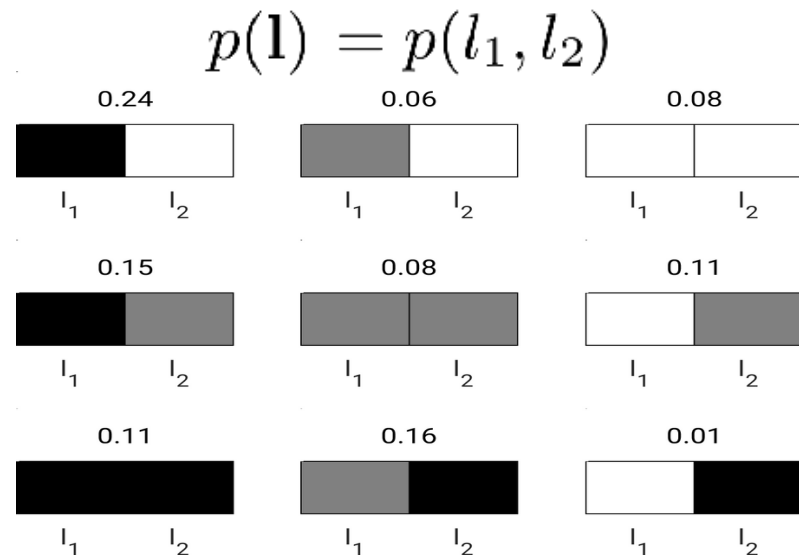 p(l) = p(l₁, l₂)
0.24 0.06 0.08
l₁ l₂ l₁ l₂ l₁ l₂
0.15 0.08 0.11
l₁ l₂ l₁ l₂ l₁ l₂
0.11 0.16 0.01
l₁ l₂ l₁ l₂ l₁ l₂